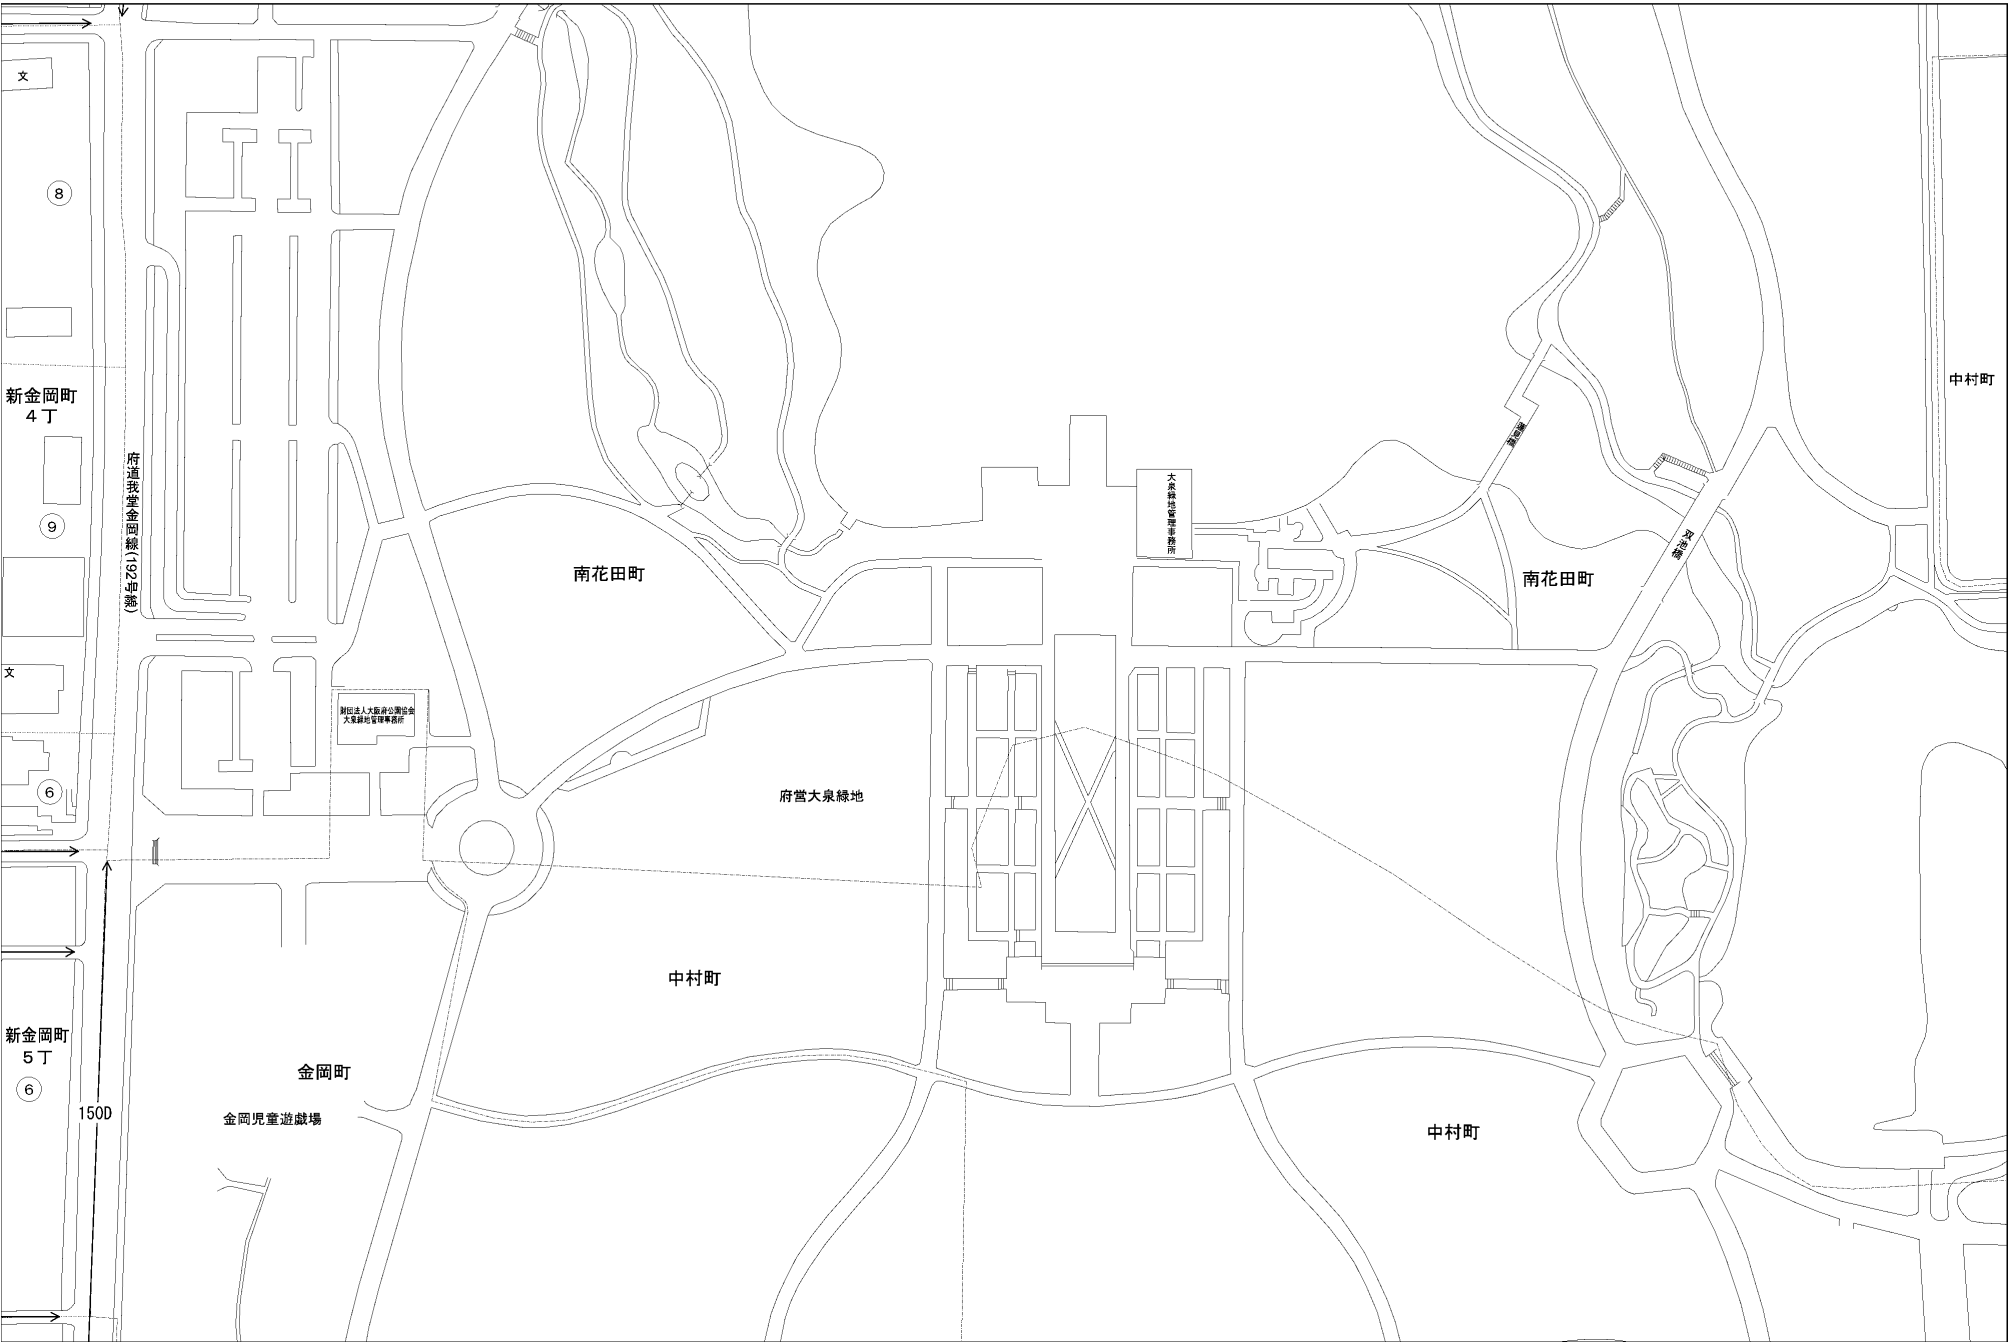 文
8
新金岡町
4丁
中村町
府道我堂金岡線(192号線)
9
大泉緑地管理事務所
双池橋
南花田町
南花田町
文
財団法人大阪府公園協会
大泉緑地管理事務所
6
府営大泉緑地
中村町
新金岡町
5丁
6
金岡町
150D
金岡児童遊戯場
中村町